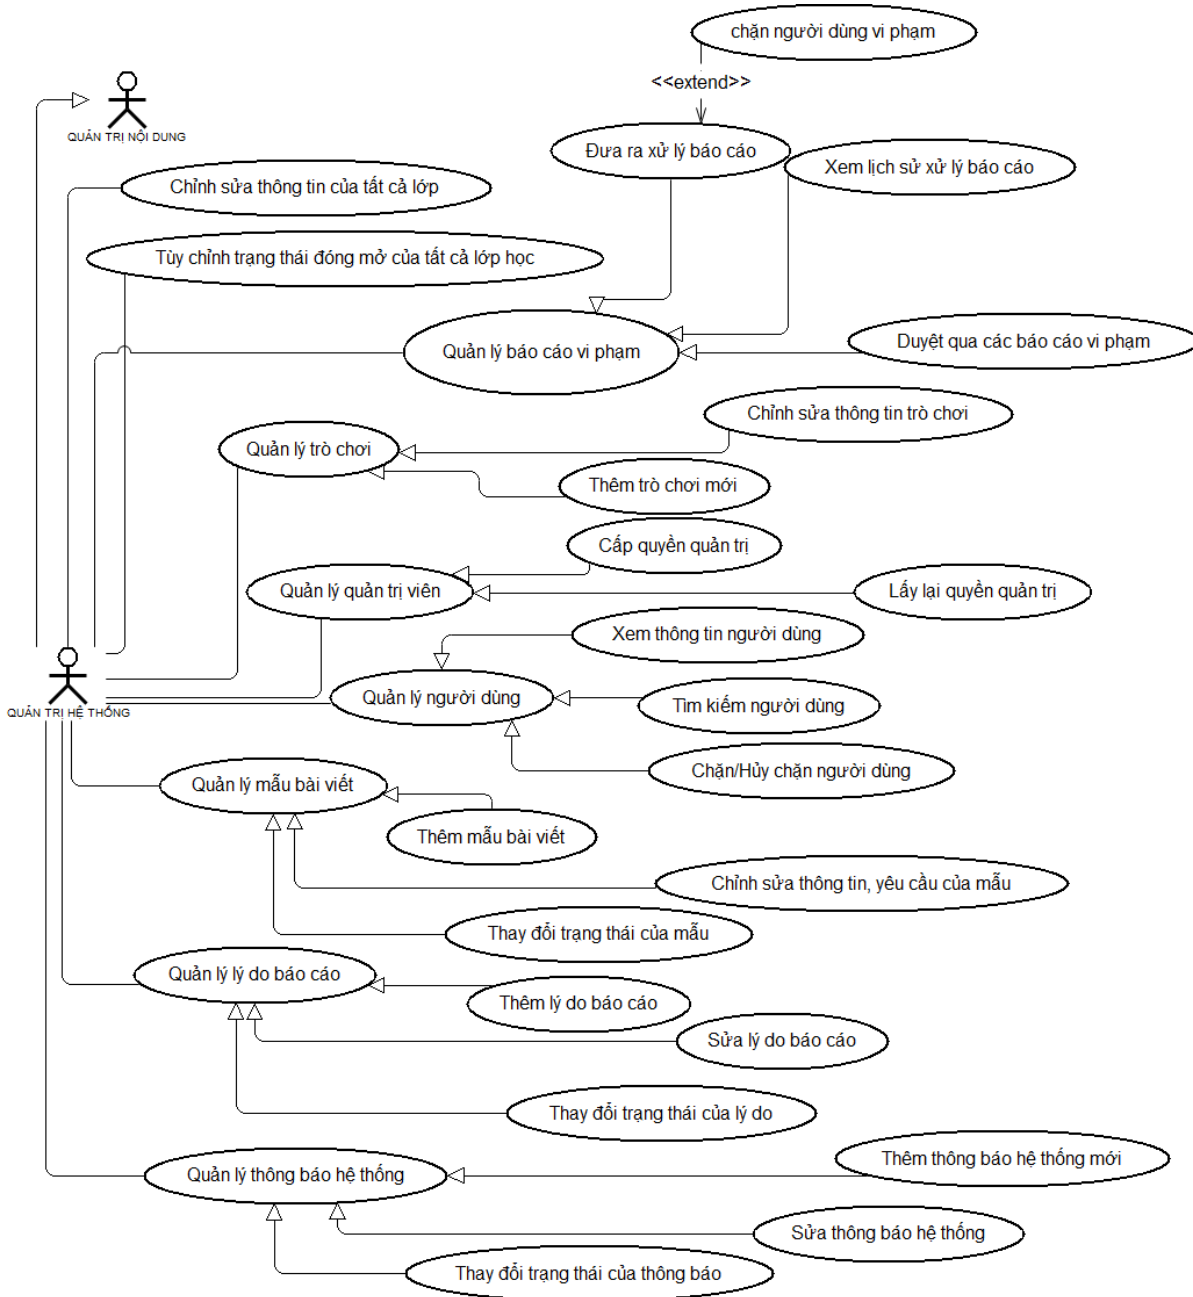 chặn người dùng vi phạm
<<extend>>
QUẢN TRỊ NỘI DUNG
Đưa ra xử lý báo cáo
Xem lịch sử xử lý báo cáo
Chỉnh sửa thông tin của tất cả lớp
Tùy chỉnh trạng thái đóng mở của tất cả lớp học
Quản lý báo cáo vi phạm
Duyệt qua các báo cáo vi phạm
Chỉnh sửa thông tin trò chơi
Quản lý trò chơi
Thêm trò chơi mới
Cấp quyền quản trị
Quản lý quản trị viên
Lấy lại quyền quản trị
Xem thông tin người dùng
QUẢN TRỊ HỆ THỐNG
Quản lý người dùng
Tìm kiếm người dùng
Chặn/Hủy chặn người dùng
Quản lý mẫu bài viết
Thêm mẫu bài viết
Chỉnh sửa thông tin, yêu cầu của mẫu
Thay đổi trạng thái của mẫu
Quản lý lý do báo cáo
Thêm lý do báo cáo
Sửa lý do báo cáo
Thay đổi trạng thái của lý do
Thêm thông báo hệ thống mới
Quản lý thông báo hệ thống
Sửa thông báo hệ thống
Thay đổi trạng thái của thông báo